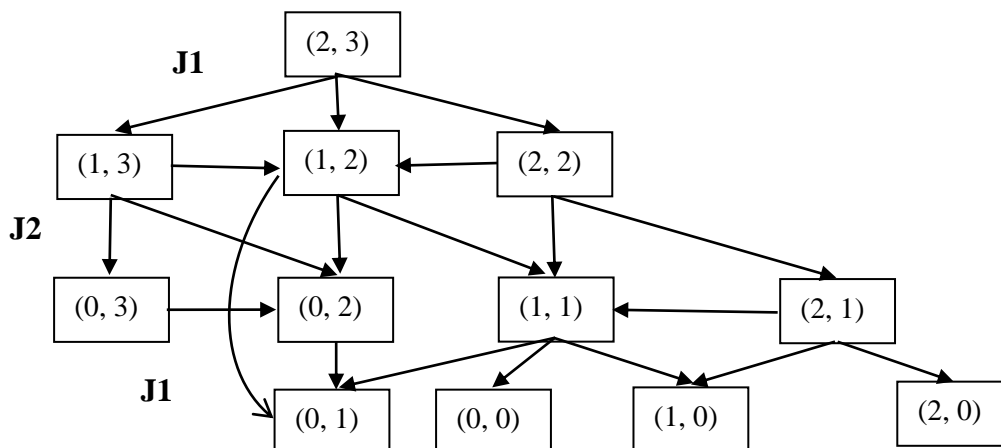 (2, 3)
J1
(1, 3) (1, 2) (2, 2)
J2
(0, 3) (0, 2) (1, 1) (2, 1)
J1
(0, 1) (0, 0) (1, 0) (2, 0)